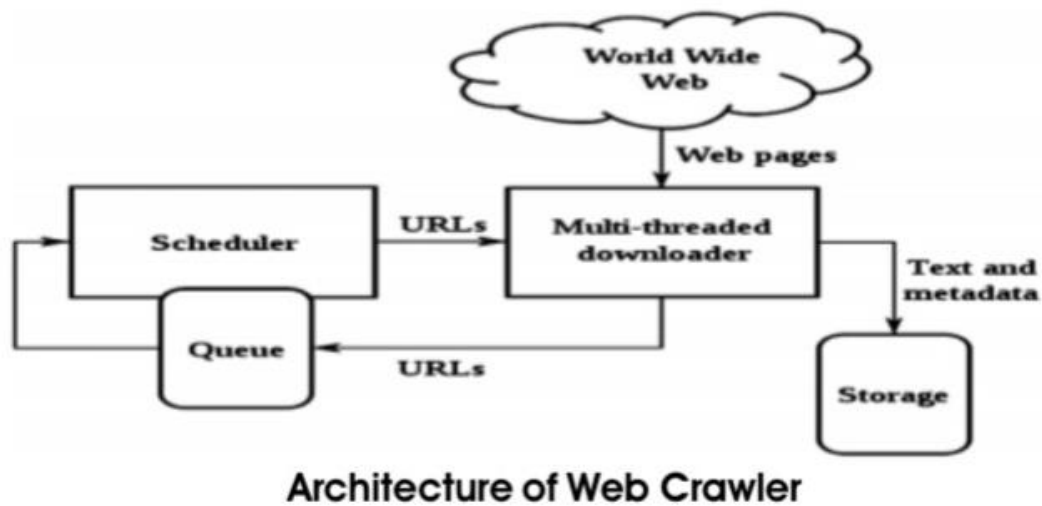 World Wide
Web
Web pages
URLs
Scheduler
Multi-threaded
downloader
Text and
metadata
Queue
URLs
Storage
Architecture of Web Crawler